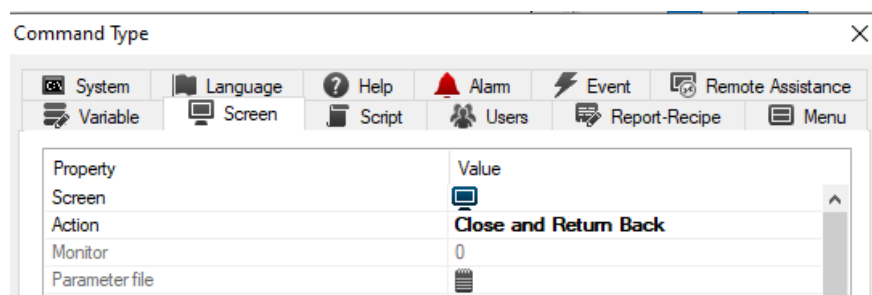 Command Type
System Language Help Alarm Event Remote Assistance
Variable Screen Script Users Report-Recipe Menu
Property Value
Screen
Action Close and Return Back
Monitor 0
Parameter file